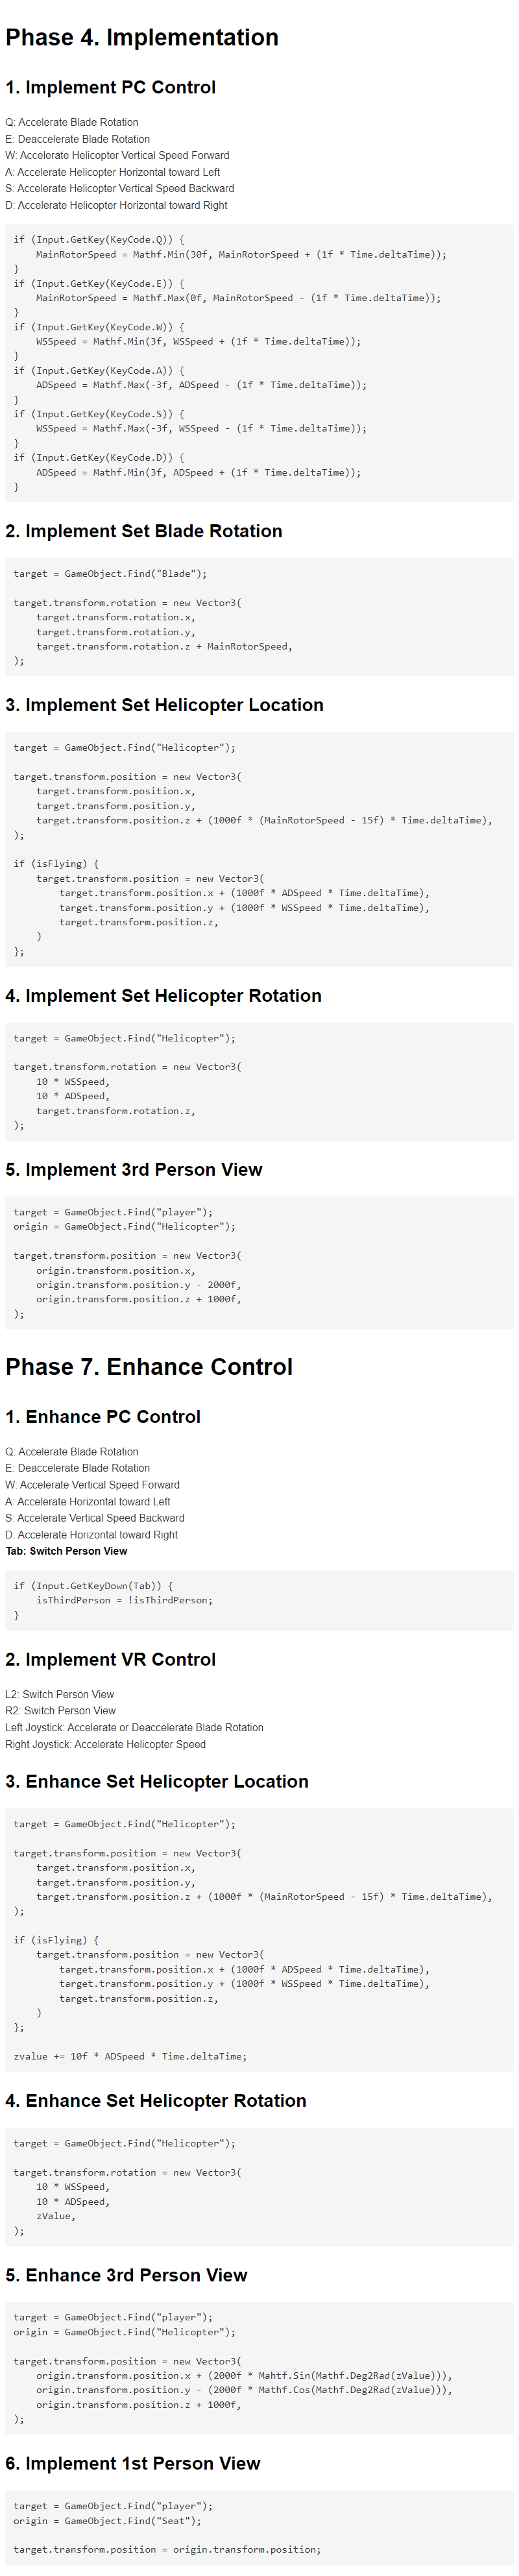 Phase 4. Implementation
1. Implement PC Control
Q: Accelerate Blade Rotation
E: Deaccelerate Blade Rotation
W: Accelerate Helicopter Vertical Speed Forward
A: Accelerate Helicopter Horizontal toward Left
S: Accelerate Helicopter Vertical Speed Backward
D: Accelerate Helicopter Horizontal toward Right
if (Input.GetKey(KeyCode.Q)) {
    MainRotorSpeed = Mathf.Min(30f, MainRotorSpeed + (1f * Time.deltaTime));
}
if (Input.GetKey(KeyCode.E)) {
    MainRotorSpeed = Mathf.Max(0f, MainRotorSpeed - (1f * Time.deltaTime));
}
if (Input.GetKey(KeyCode.W)) {
    WSSpeed = Mathf.Min(3f, WSSpeed + (1f * Time.deltaTime));
}
if (Input.GetKey(KeyCode.A)) {
    ADSpeed = Mathf.Max(-3f, ADSpeed - (1f * Time.deltaTime));
}
if (Input.GetKey(KeyCode.S)) {
    WSSpeed = Mathf.Max(-3f, WSSpeed - (1f * Time.deltaTime));
}
if (Input.GetKey(KeyCode.D)) {
    ADSpeed = Mathf.Min(3f, ADSpeed + (1f * Time.deltaTime));
}
2. Implement Set Blade Rotation
target = GameObject.Find("Blade");
target.transform.rotation = new Vector3(
    target.transform.rotation.x,
    target.transform.rotation.y,
    target.transform.rotation.z + MainRotorSpeed,
);
3. Implement Set Helicopter Location
target = GameObject.Find("Helicopter");
target.transform.position = new Vector3(
    target.transform.position.x,
    target.transform.position.y,
    target.transform.position.z + (1000f * (MainRotorSpeed - 15f) * Time.deltaTime),
);
if (isFlying) {
    target.transform.position = new Vector3(
        target.transform.position.x + (1000f * ADSpeed * Time.deltaTime),
        target.transform.position.y + (1000f * WSSpeed * Time.deltaTime),
        target.transform.position.z,
    )
};
4. Implement Set Helicopter Rotation
target = GameObject.Find("Helicopter");
target.transform.rotation = new Vector3(
    10 * WSSpeed,
    10 * ADSpeed,
    target.transform.rotation.z,
);
5. Implement 3rd Person View
target = GameObject.Find("player");
origin = GameObject.Find("Helicopter");
target.transform.position = new Vector3(
    origin.transform.position.x,
    origin.transform.position.y - 2000f,
    origin.transform.position.z + 1000f,
);
Phase 7. Enhance Control
1. Enhance PC Control
Q: Accelerate Blade Rotation
E: Deaccelerate Blade Rotation
W: Accelerate Vertical Speed Forward
A: Accelerate Horizontal toward Left
S: Accelerate Vertical Speed Backward
D: Accelerate Horizontal toward Right
Tab: Switch Person View
if (Input.GetKeyDown(Tab)) {
    isThirdPerson = !isThirdPerson;
}
2. Implement VR Control
L2: Switch Person View
R2: Switch Person View
Left Joystick: Accelerate or Deaccelerate Blade Rotation
Right Joystick: Accelerate Helicopter Speed
3. Enhance Set Helicopter Location
target = GameObject.Find("Helicopter");
target.transform.position = new Vector3(
    target.transform.position.x,
    target.transform.position.y,
    target.transform.position.z + (1000f * (MainRotorSpeed - 15f) * Time.deltaTime),
);
if (isFlying) {
    target.transform.position = new Vector3(
        target.transform.position.x + (1000f * ADSpeed * Time.deltaTime),
        target.transform.position.y + (1000f * WSSpeed * Time.deltaTime),
        target.transform.position.z,
    )
};
zvalue += 10f * ADSpeed * Time.deltaTime;
4. Enhance Set Helicopter Rotation
target = GameObject.Find("Helicopter");
target.transform.rotation = new Vector3(
    10 * WSSpeed,
    10 * ADSpeed,
    zValue,
);
5. Enhance 3rd Person View
target = GameObject.Find("player");
origin = GameObject.Find("Helicopter");
target.transform.position = new Vector3(
    origin.transform.position.x + (2000f * Mahtf.Sin(Mathf.Deg2Rad(zValue))),
    origin.transform.position.y - (2000f * Mathf.Cos(Mathf.Deg2Rad(zValue))),
    origin.transform.position.z + 1000f,
);
6. Implement 1st Person View
target = GameObject.Find("player");
origin = GameObject.Find("Seat");
target.transform.position = origin.transform.position;